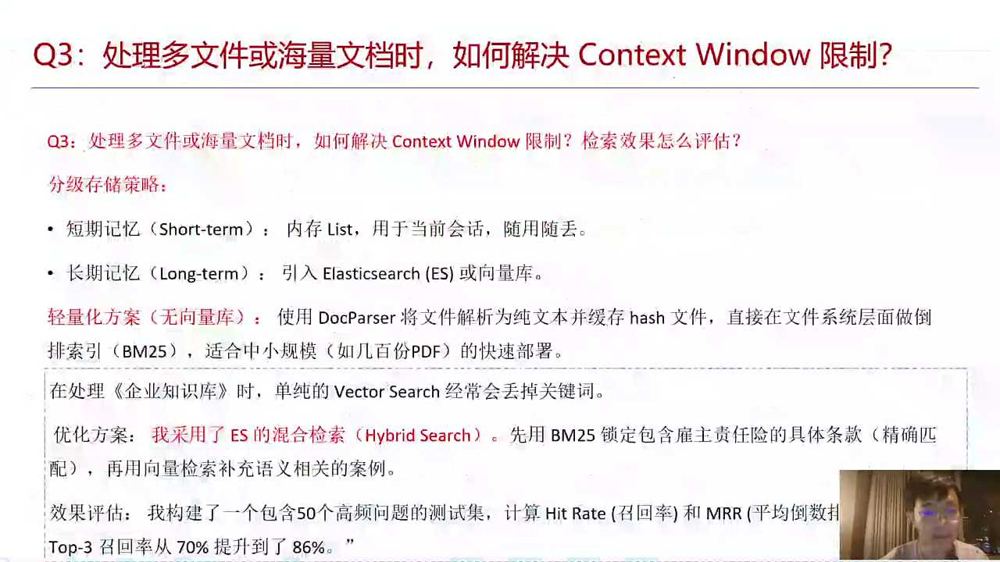 Q3：处理多文件或海量文档时，如何解决 Context Window 限制？
Q3：处理多文件或海量文档时，如何解决 Context Window 限制？检索效果怎么评估？
分级存储策略：
• 短期记忆（Short-term）： 内存 List，用于当前会话，随用随丢。
• 长期记忆（Long-term）： 引入 Elasticsearch (ES) 或向量库。
轻量化方案（无向量库）： 使用 DocParser 将文件解析为纯文本并缓存 hash 文件，直接在文件系统层面做倒
排索引（BM25），适合中小规模（如几百份PDF）的快速部署。
在处理《企业知识库》时，单纯的 Vector Search 经常会丢掉关键词。
优化方案： 我采用了 ES 的混合检索（Hybrid Search）。先用 BM25 锁定包含雇主责任险的具体条款（精确匹
配），再用向量检索补充语义相关的案例。
效果评估： 我构建了一个包含50个高频问题的测试集，计算 Hit Rate (召回率) 和 MRR (平均倒数
Top-3 召回率从 70% 提升到了 86%。”